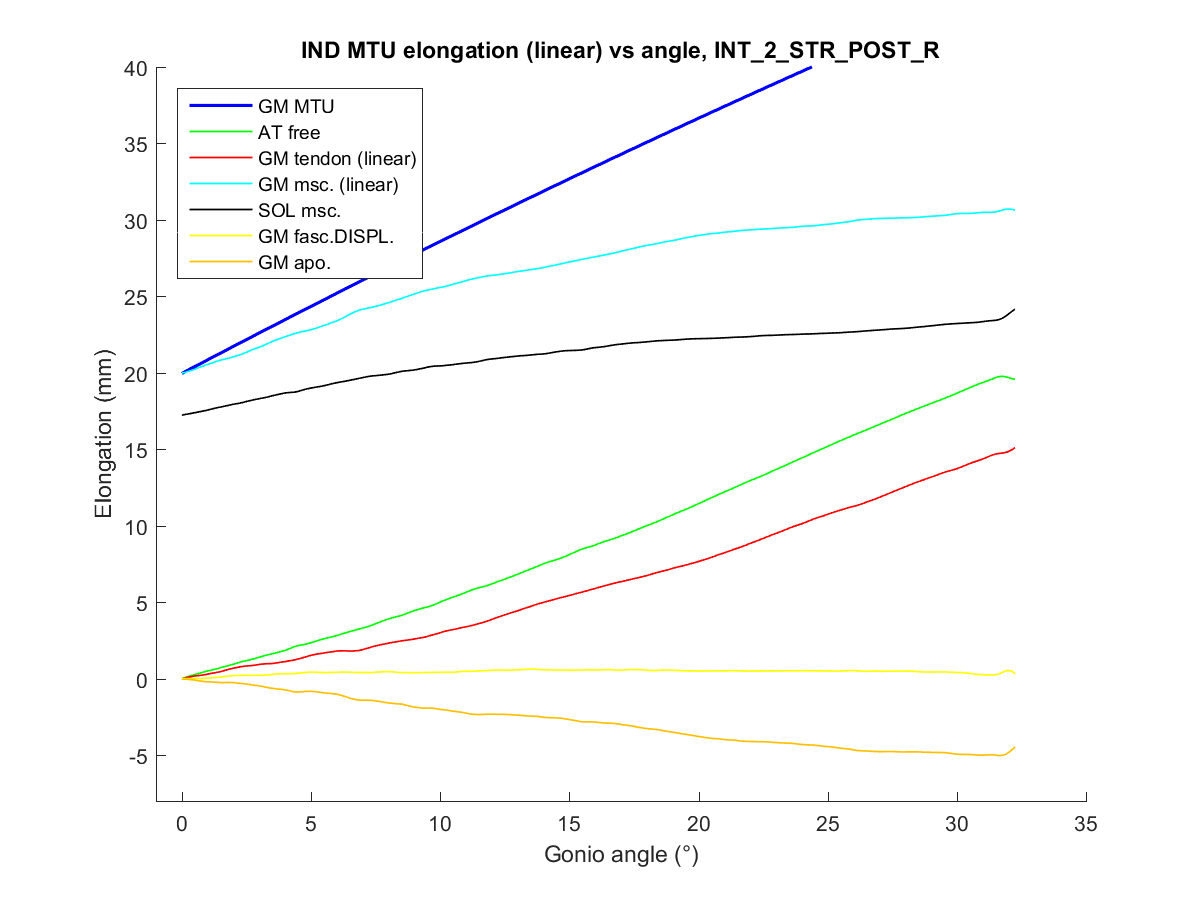 IND MTU elongation (linear) vs angle, INT_2_STR_POST_R
40
35
30
25
20
15
10
5
0
-5
Elongation (mm)
GM MTU
AT free
GM tendon (linear)
GM msc. (linear)
SOL msc.
GM fasc.DISPL.
GM apo.
0 5 10 15 20 25 30 35
Gonio angle (°)